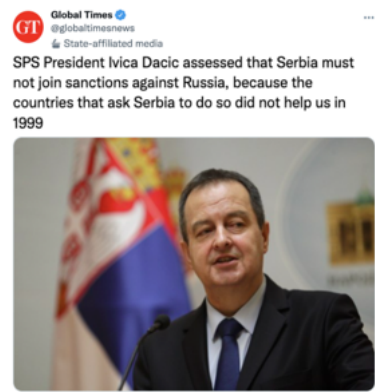 Global Times
GT
@globaltimesnews
State-affiliated media
SPS President Ivica Dacic assessed that Serbia must
not join sanctions against Russia, because the
countries that ask Serbia to do so did not help us in
1999